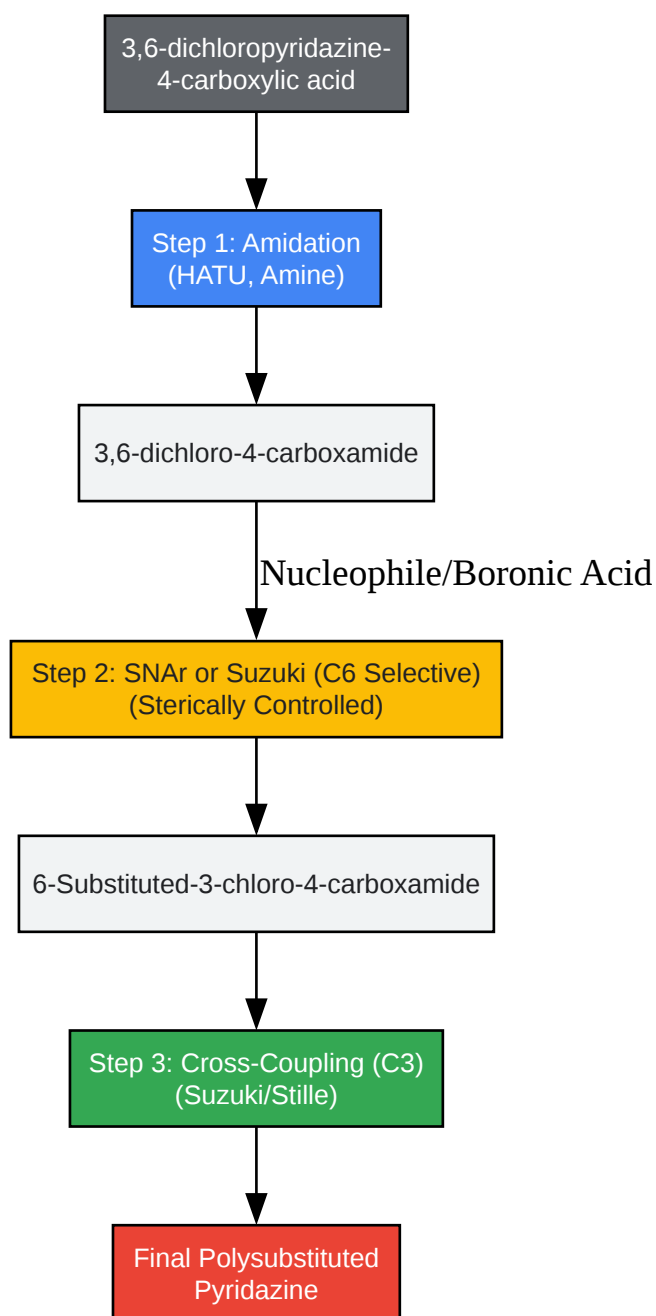 3,6-dichloropyridazine-
4-carboxylic acid
Step 1: Amidation
(HATU, Amine)
3,6-dichloro-4-carboxamide
Nucleophile/Boronic Acid
Step 2: SNAr or Suzuki (C6 Selective)
(Sterically Controlled)
6-Substituted-3-chloro-4-carboxamide
Step 3: Cross-Coupling (C3)
(Suzuki/Stille)
Final Polysubstituted
Pyridazine